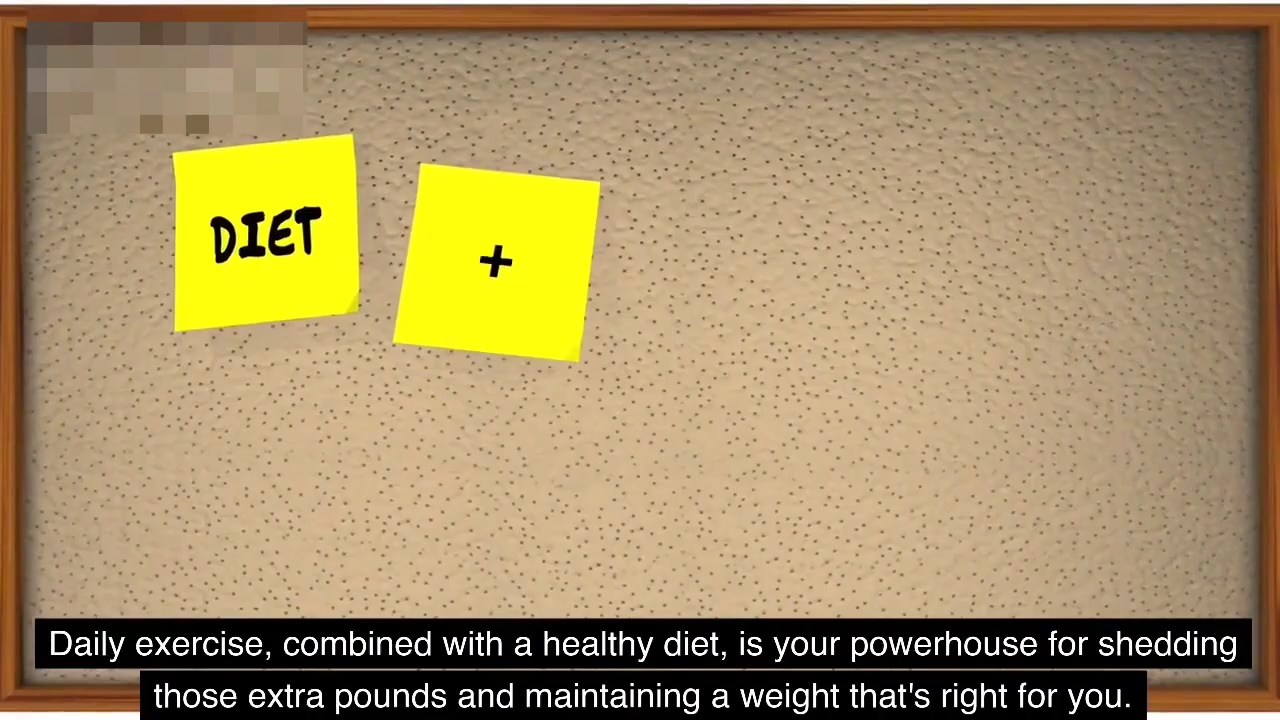 DIET
+
Daily exercise, combined with a healthy diet, is your powerhouse for shedding
those extra pounds and maintaining a weight that's right for you.